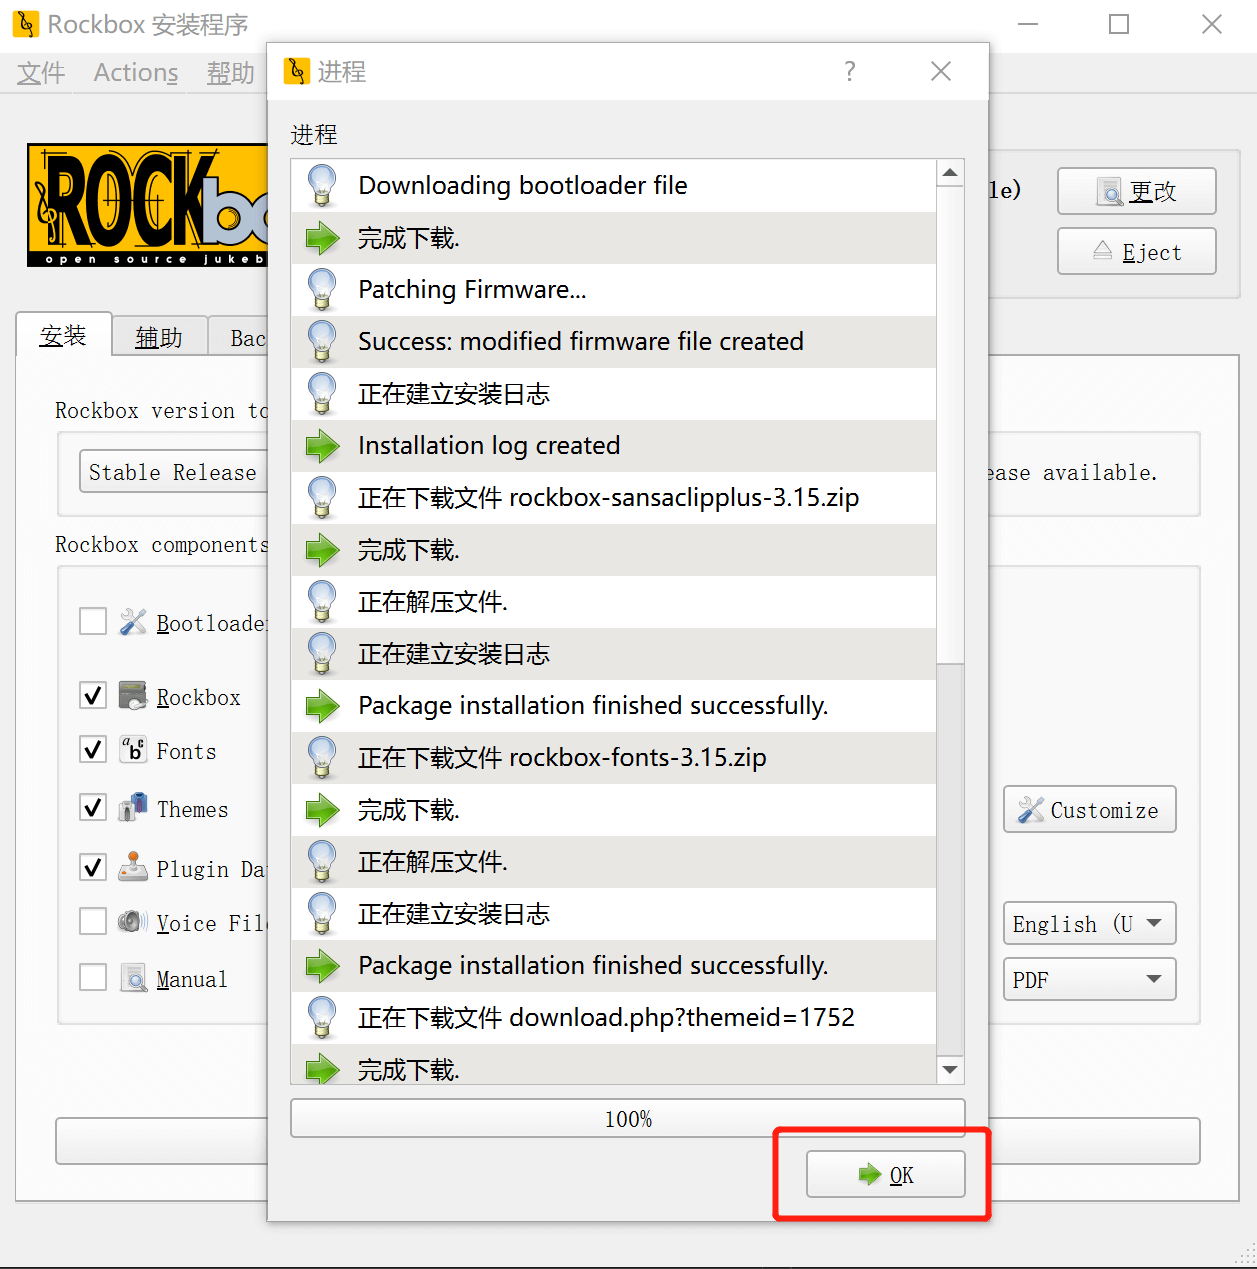 Rockbox 安装程序
文件 Actions 帮助
进程
?
进程
ROCK
open source jukeb
le)
更改
Eject
安装
辅助
Bac
Rockbox version to
Stable Release
ease available.
Rockbox components
Bootloader
Rockbox
Fonts
Themes
Customize
Plugin Da
Voice File
English (U
Manual
PDF
Downloading bootloader file
完成下载.
Patching Firmware...
Success: modified firmware file created
正在建立安装日志
Installation log created
正在下载文件 rockbox-sansaclipplus-3.15.zip
完成下载.
正在解压文件.
正在建立安装日志
Package installation finished successfully.
正在下载文件 rockbox-fonts-3.15.zip
完成下载.
正在解压文件.
正在建立安装日志
Package installation finished successfully.
正在下载文件 download.php?themeid=1752
完成下载.
100%
OK